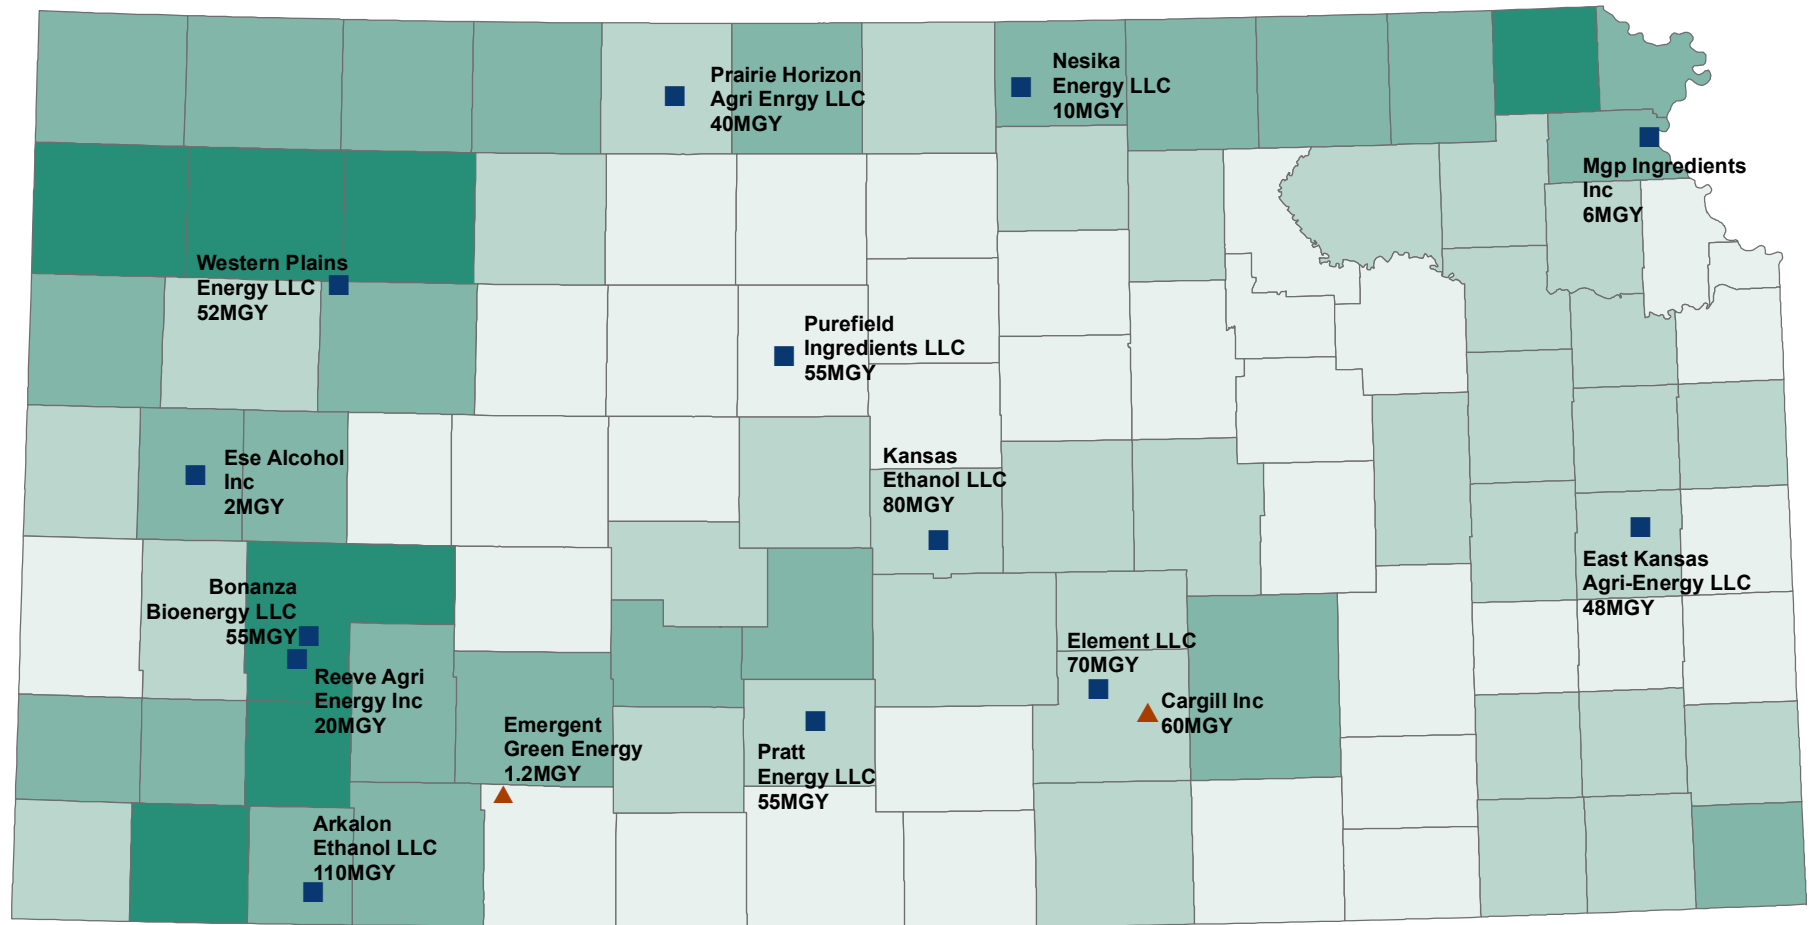 Prairie Horizon
Agri Enrgy LLC
40MGY
Nesika
Energy LLC
10MGY
Mgp Ingredients
Inc
6MGY
Western Plains
Energy LLC
52MGY
Purefield
Ingredients LLC
55MGY
Ese Alcohol
Inc
2MGY
Kansas
Ethanol LLC
80MGY
East Kansas
Agri-Energy LLC
48MGY
Bonanza
Bioenergy LLC
55MGY
Reeve Agri
Energy Inc
20MGY
Element LLC
70MGY
Cargill Inc
60MGY
Emergent
Green Energy
1.2MGY
Pratt
Energy LLC
55MGY
Arkalon
Ethanol LLC
110MGY